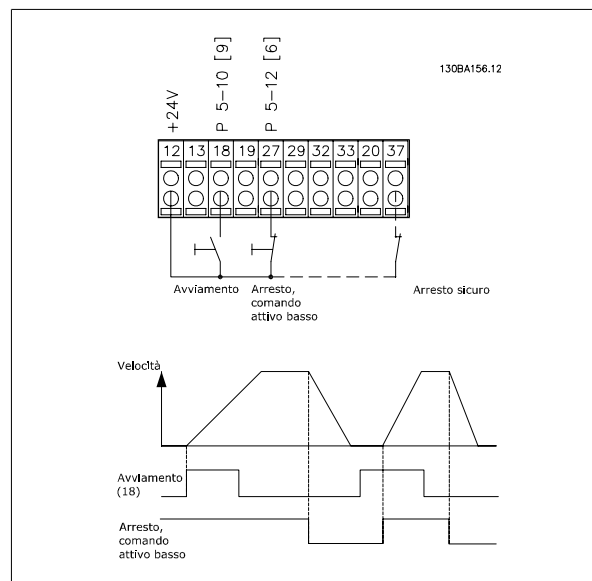 130BA156.12
+24V
P 5-10 [9]
P 5-12 [6]
12 13 18 19 27 29 32 33 20 37
Avviamento
Arresto,
comando
attivo basso
Arresto sicuro
Velocità
Avviamento
(18)
Arresto,
comando
attivo basso